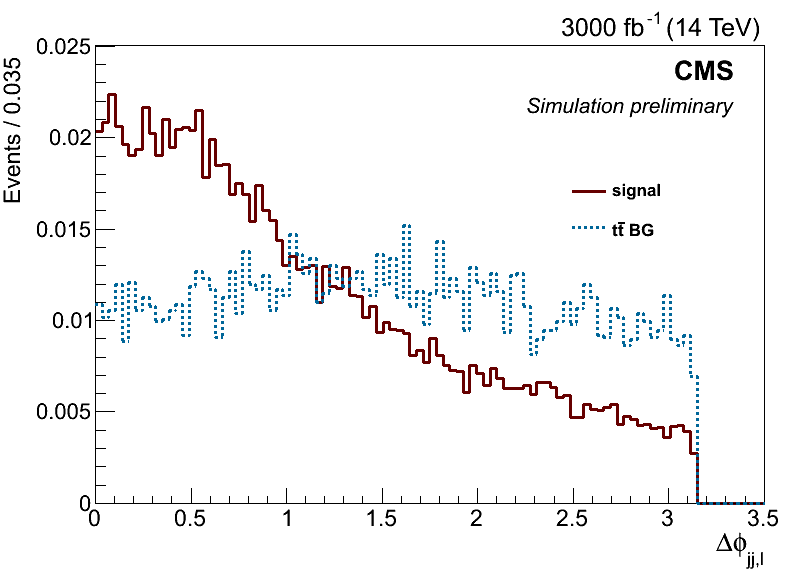 3000 fb⁻¹ (14 TeV)
CMS
Simulation preliminary
signal
tt̄ BG
Events / 0.035
0.025
0.02
0.015
0.01
0.005
0
0 0.5 1 1.5 2 2.5 3 3.5
Δϕjj,l